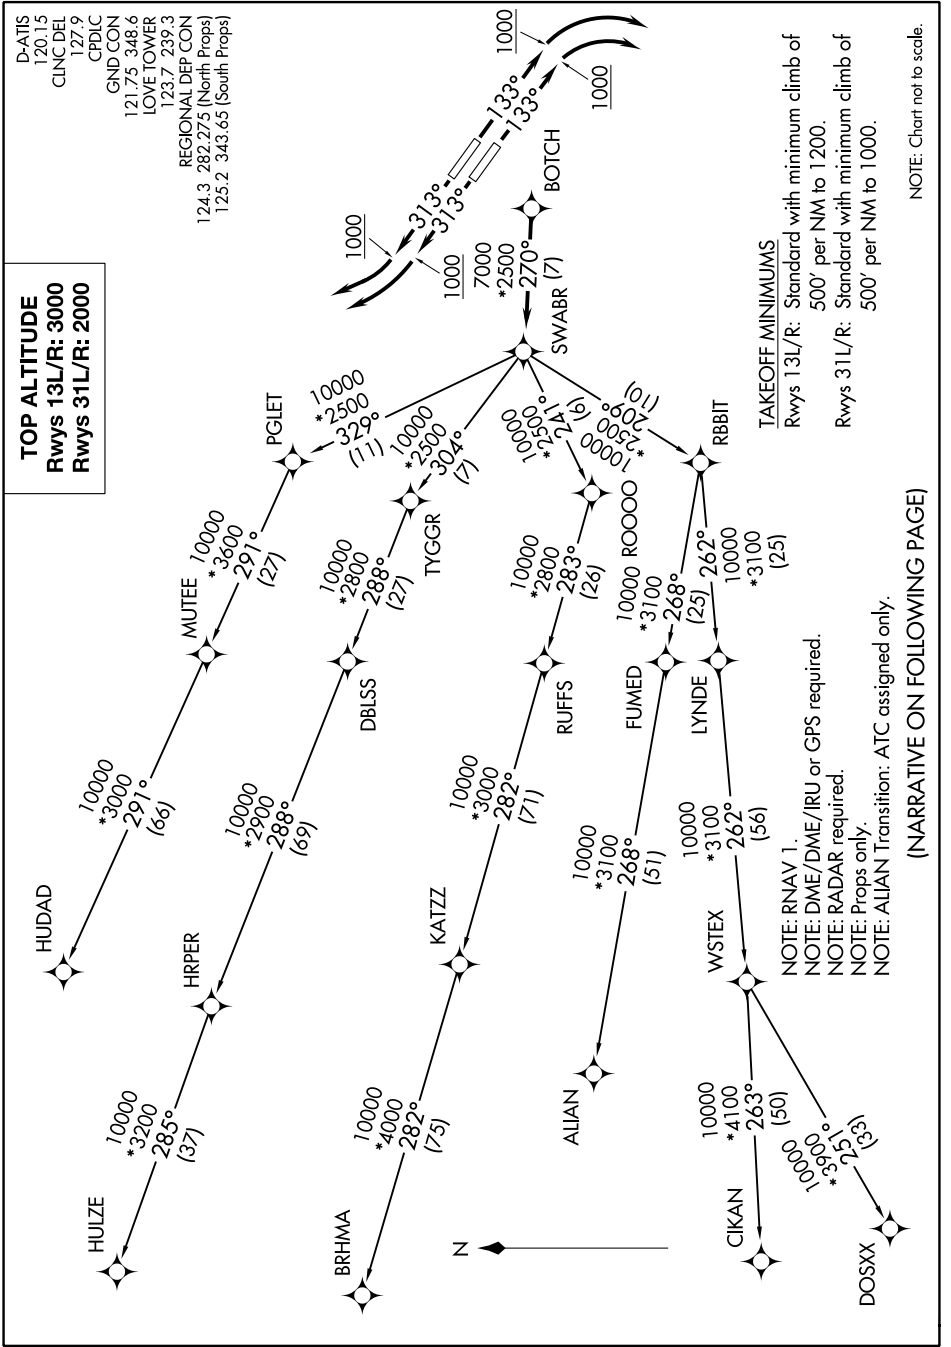 D-ATIS
120.15
CLNC DEL
127.9
CPDLC
GND CON
121.75 348.6
LOVE TOWER
123.7 239.3
REGIONAL DEP CON
124.3 282.275 (North Props)
125.2 343.65 (South Props)
TOP ALTITUDE
Rwys 13L/R: 3000
Rwys 31L/R: 2000
1000
1000
133°
133°
313°
313°
1000
1000
BOTCH
7000
*2500
270°
(7)
SWABR
10000
*2500
329°
(11)
PGLET
10000
*3600
291°
(27)
MUTEE
10000
*3000
291°
(66)
HUDAD
10000
*2500
304°
(7)
TYGGR
10000
*2800
288°
(27)
DBLSS
10000
*2900
288°
(69)
HRPER
10000
*3200
285°
(37)
HULZE
10000
*2500
241°
(6)
ROOOO
10000
*2800
283°
(26)
RUFFS
10000
*3000
282°
(71)
KATZZ
10000
*4000
282°
(75)
BRHMA
10000
*2500
209°
(10)
RBBIT
10000
*3100
268°
(25)
FUMED
10000
*3100
268°
(51)
ALIAN
262°
10000
*3100
(25)
LYNDE
10000
*3100
262°
(56)
WSTEX
10000
*4100
263°
(50)
CIKAN
10000
*3900
251°
(33)
DOSXX
N
TAKEOFF MINIMUMS
Rwys 13L/R: Standard with minimum climb of
500' per NM to 1200.
Rwys 31L/R: Standard with minimum climb of
500' per NM to 1000.
NOTE: RNAV 1.
NOTE: DME/DME/IRU or GPS required.
NOTE: RADAR required.
NOTE: Props only.
NOTE: ALIAN Transition: ATC assigned only.
(NARRATIVE ON FOLLOWING PAGE)
NOTE: Chart not to scale.